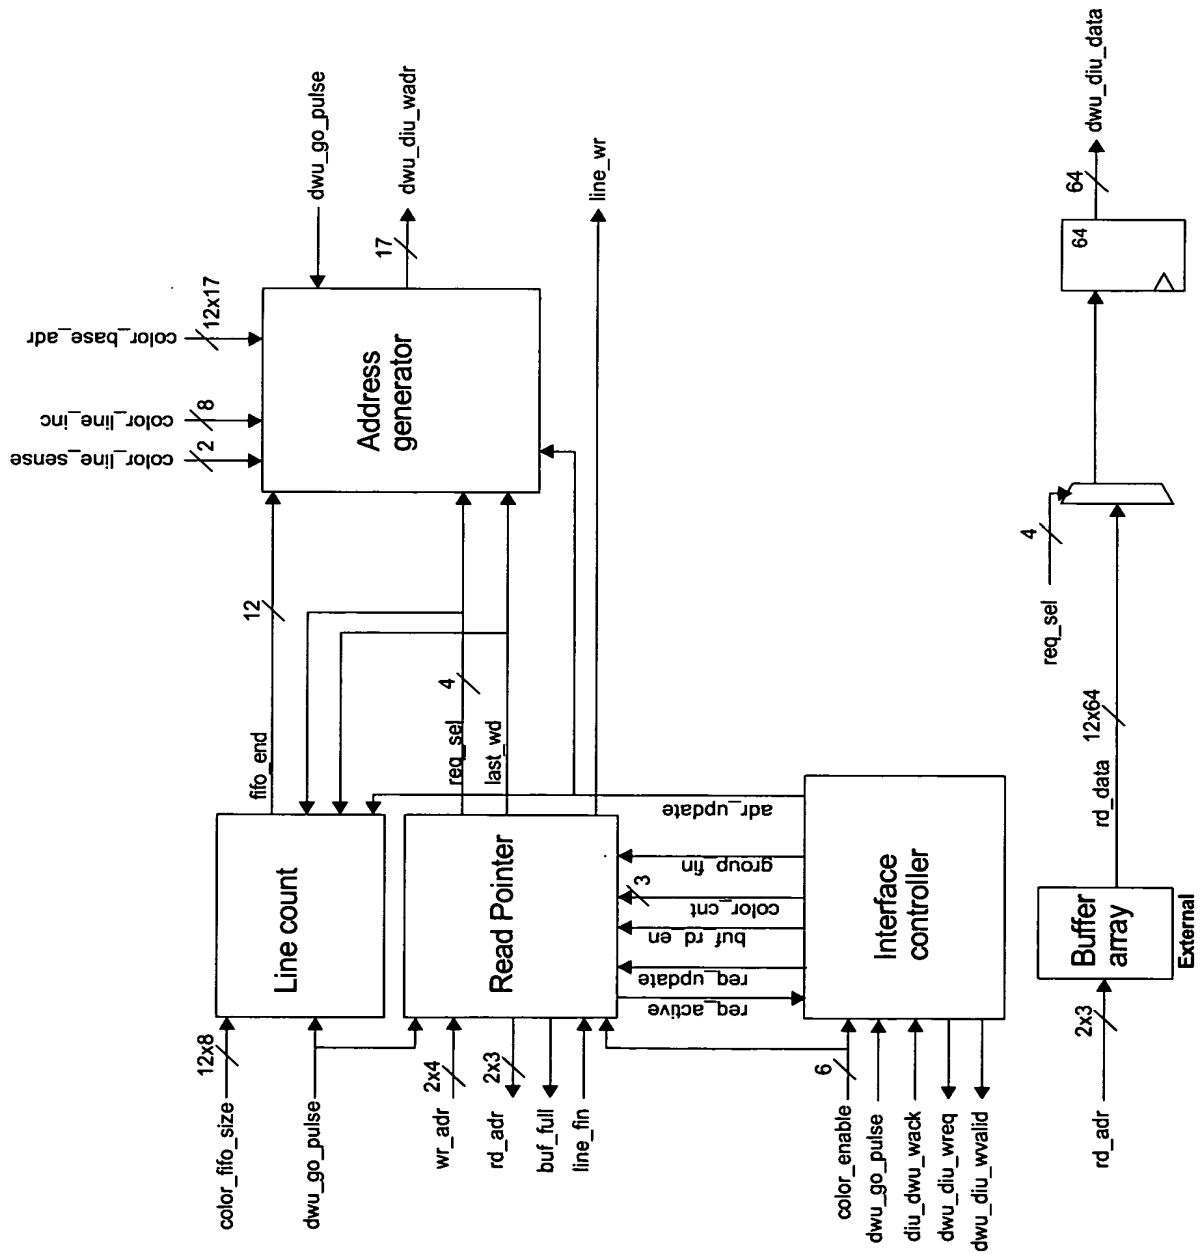 color_fifo_size
12x8
dwu_go_pulse
Line count
fifo_end
12
color_line_sense
2
color_line_inc
8
color_base_adr
12x17
dwu_go_pulse
Address
generator
17
dwu_diu_wadr
wr_adr
2x4
rd_adr
2x3
buf_full
line_fin
Read Pointer
req_sel
4
last_wd
line_wr
req_active
req_update
buf_rd_en
color_cnt
3
group_fin
adr_update
color_enable
6
dwu_go_pulse
diu_dwu_wack
dwu_diu_wreq
dwu_diu_wvalid
Interface
controller
rd_adr
2x3
Buffer
array
External
rd_data
12x64
req_sel
4
64
64
dwu_diu_data